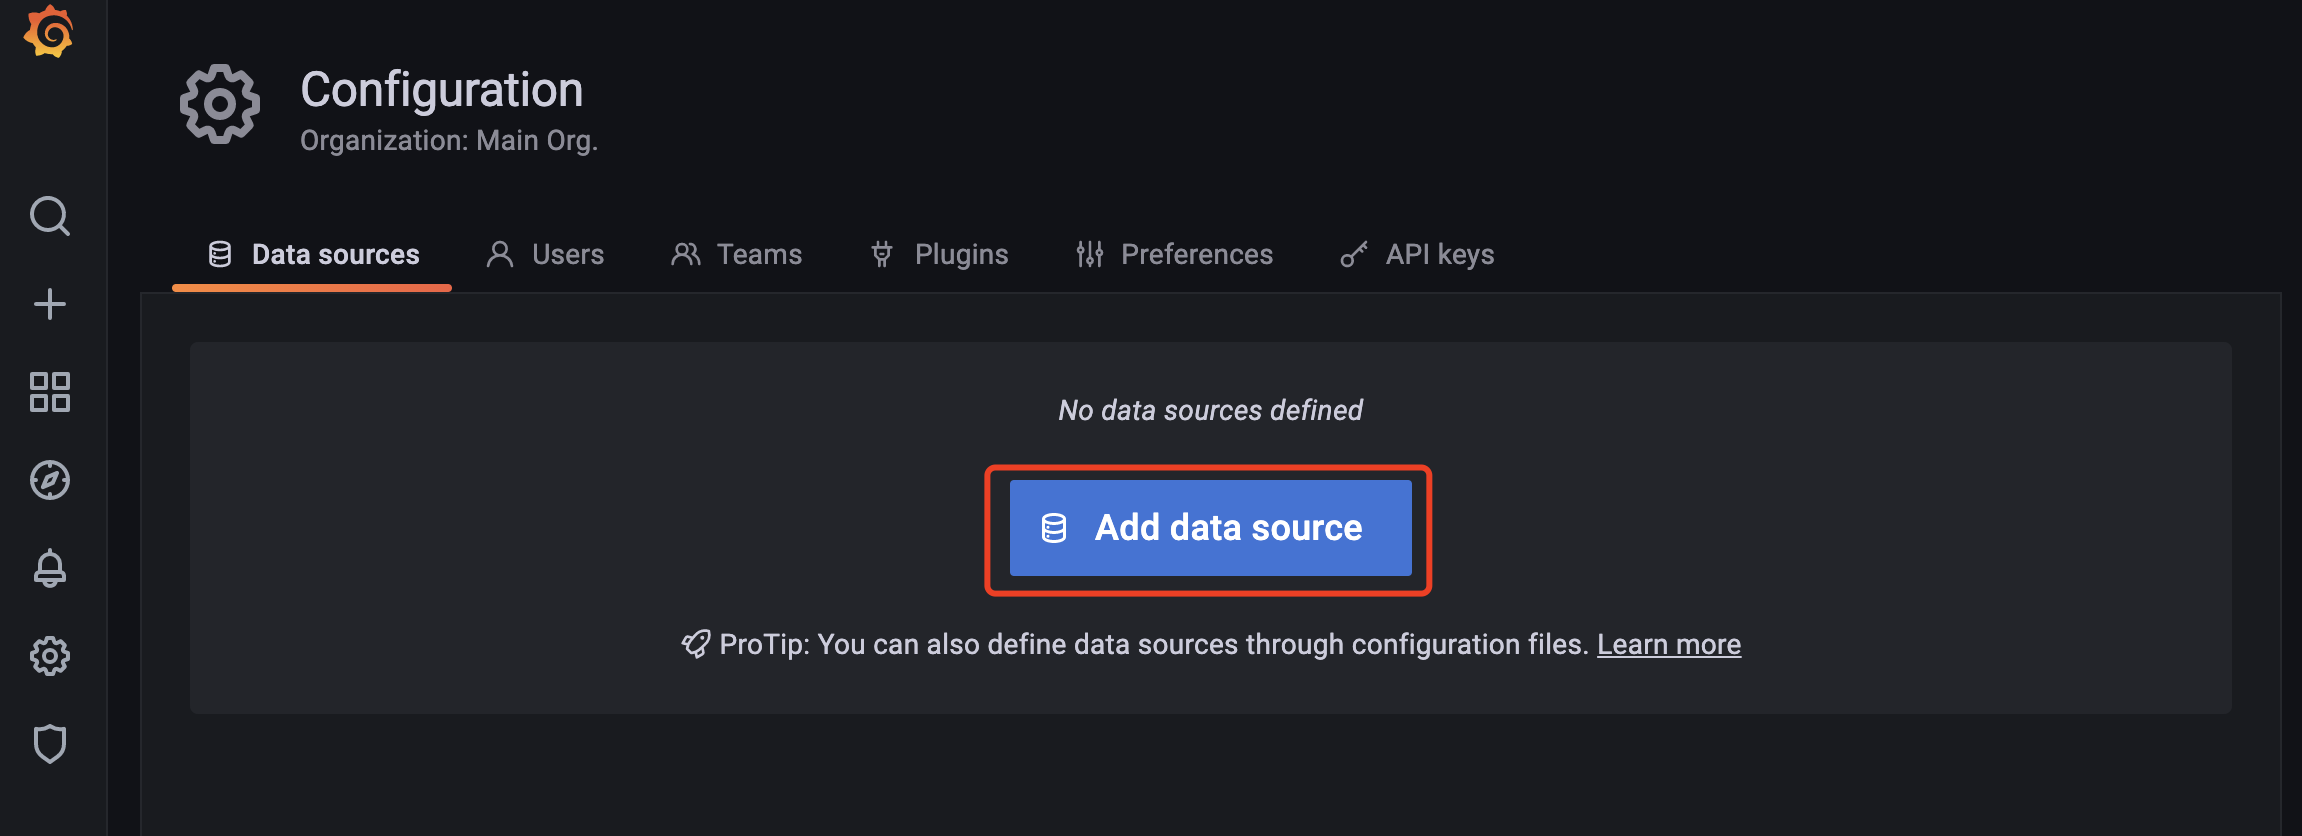 Configuration
Organization: Main Org.
Data sources Users Teams Plugins Preferences API keys
No data sources defined
Add data source
ProTip: You can also define data sources through configuration files. Learn more